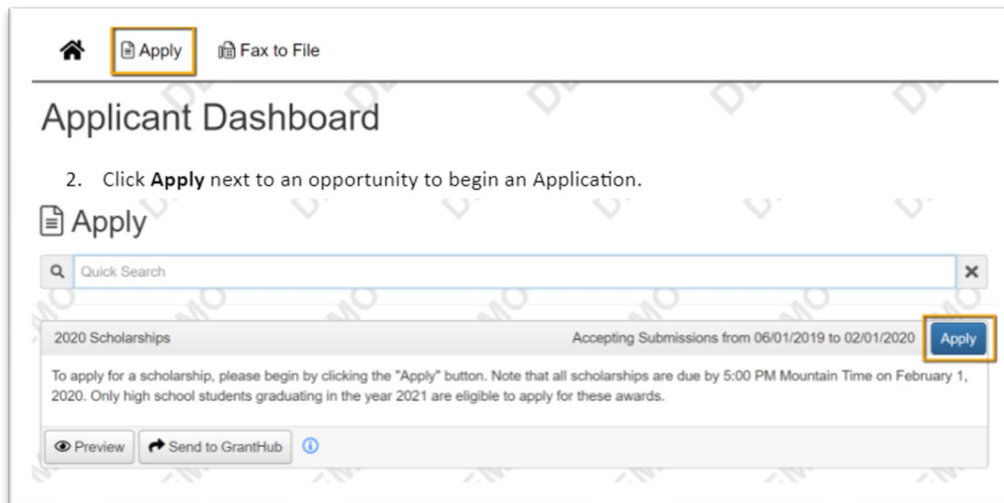 Apply Fax to File
Applicant Dashboard
2. Click Apply next to an opportunity to begin an Application.
Apply
Quick Search
2020 Scholarships Accepting Submissions from 06/01/2019 to 02/01/2020 Apply
To apply for a scholarship, please begin by clicking the "Apply" button. Note that all scholarships are due by 5:00 PM Mountain Time on February 1,
2020. Only high school students graduating in the year 2021 are eligible to apply for these awards.
Preview Send to GrantHub